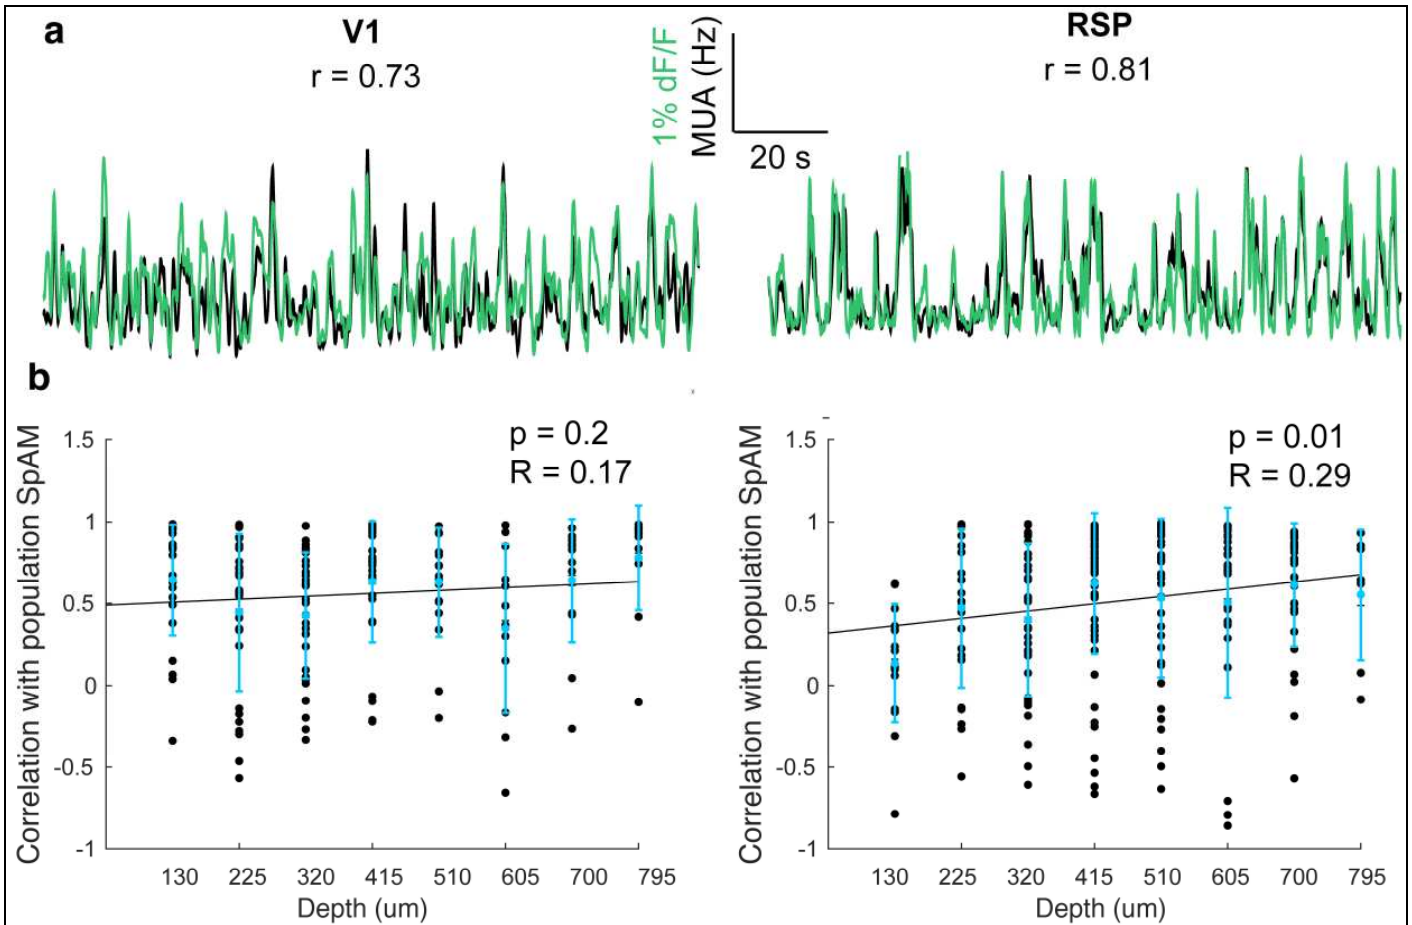 a
V1
r = 0.73
1% dF/F
MUA (Hz)
20 s
RSP
r = 0.81
b
Correlation with population SpAM
1.5
1
0.5
0
-0.5
-1
p = 0.2
R = 0.17
130 225 320 415 510 605 700 795
Depth (um)
Correlation with population SpAM
1.5
1
0.5
0
-0.5
-1
p = 0.01
R = 0.29
130 225 320 415 510 605 700 795
Depth (um)